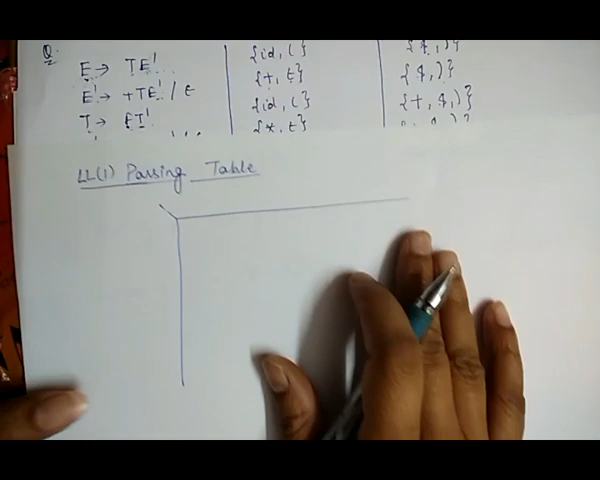 Q.
E → TE' {id, (} {$, )}
E' → +TE' / ε {+, ε} {$, )}
T → FT' {id, (} {+, $, )}
... {*, ε}
LL(1) Parsing Table